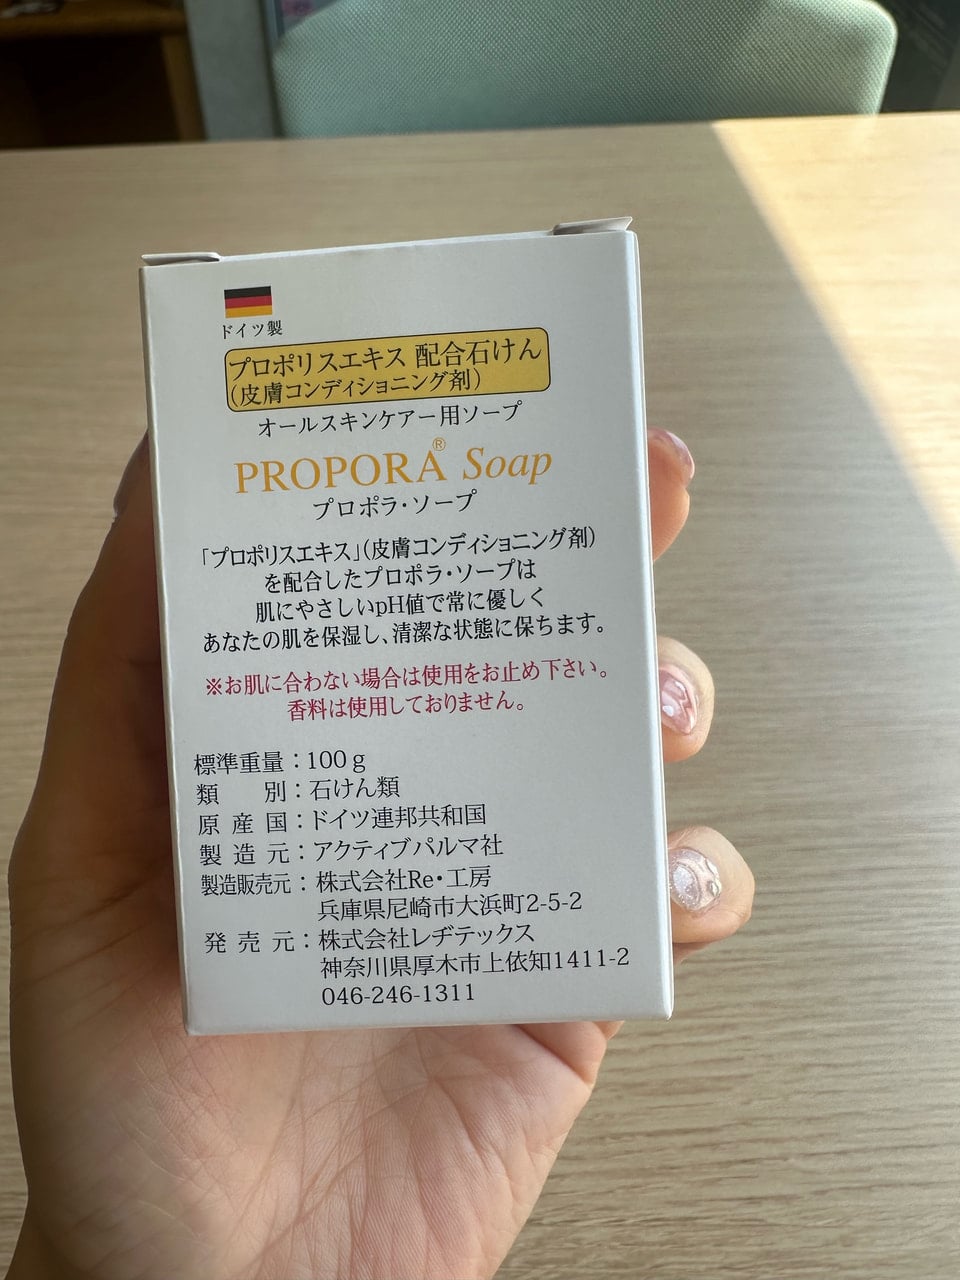 ドイツ製
プロポリスエキス 配合石けん
(皮膚コンディショニング剤)
オールスキンケアー用ソープ
PROPORA® Soap
プロポラ・ソープ
「プロポリスエキス」(皮膚コンディショニング剤)
を配合したプロポラ・ソープは
肌にやさしいpH値で常に優しく
あなたの肌を保湿し、清潔な状態に保ちます。
※お肌に合わない場合は使用をお止め下さい。
香料は使用しておりません。
標準重量:100g
類別:石けん類
原産国:ドイツ連邦共和国
製造元:アクティブパルマ社
製造販売元:株式会社Re・工房
兵庫県尼崎市大浜町2-5-2
発売元:株式会社レヂテックス
神奈川県厚木市上依知1411-2
046-246-1311